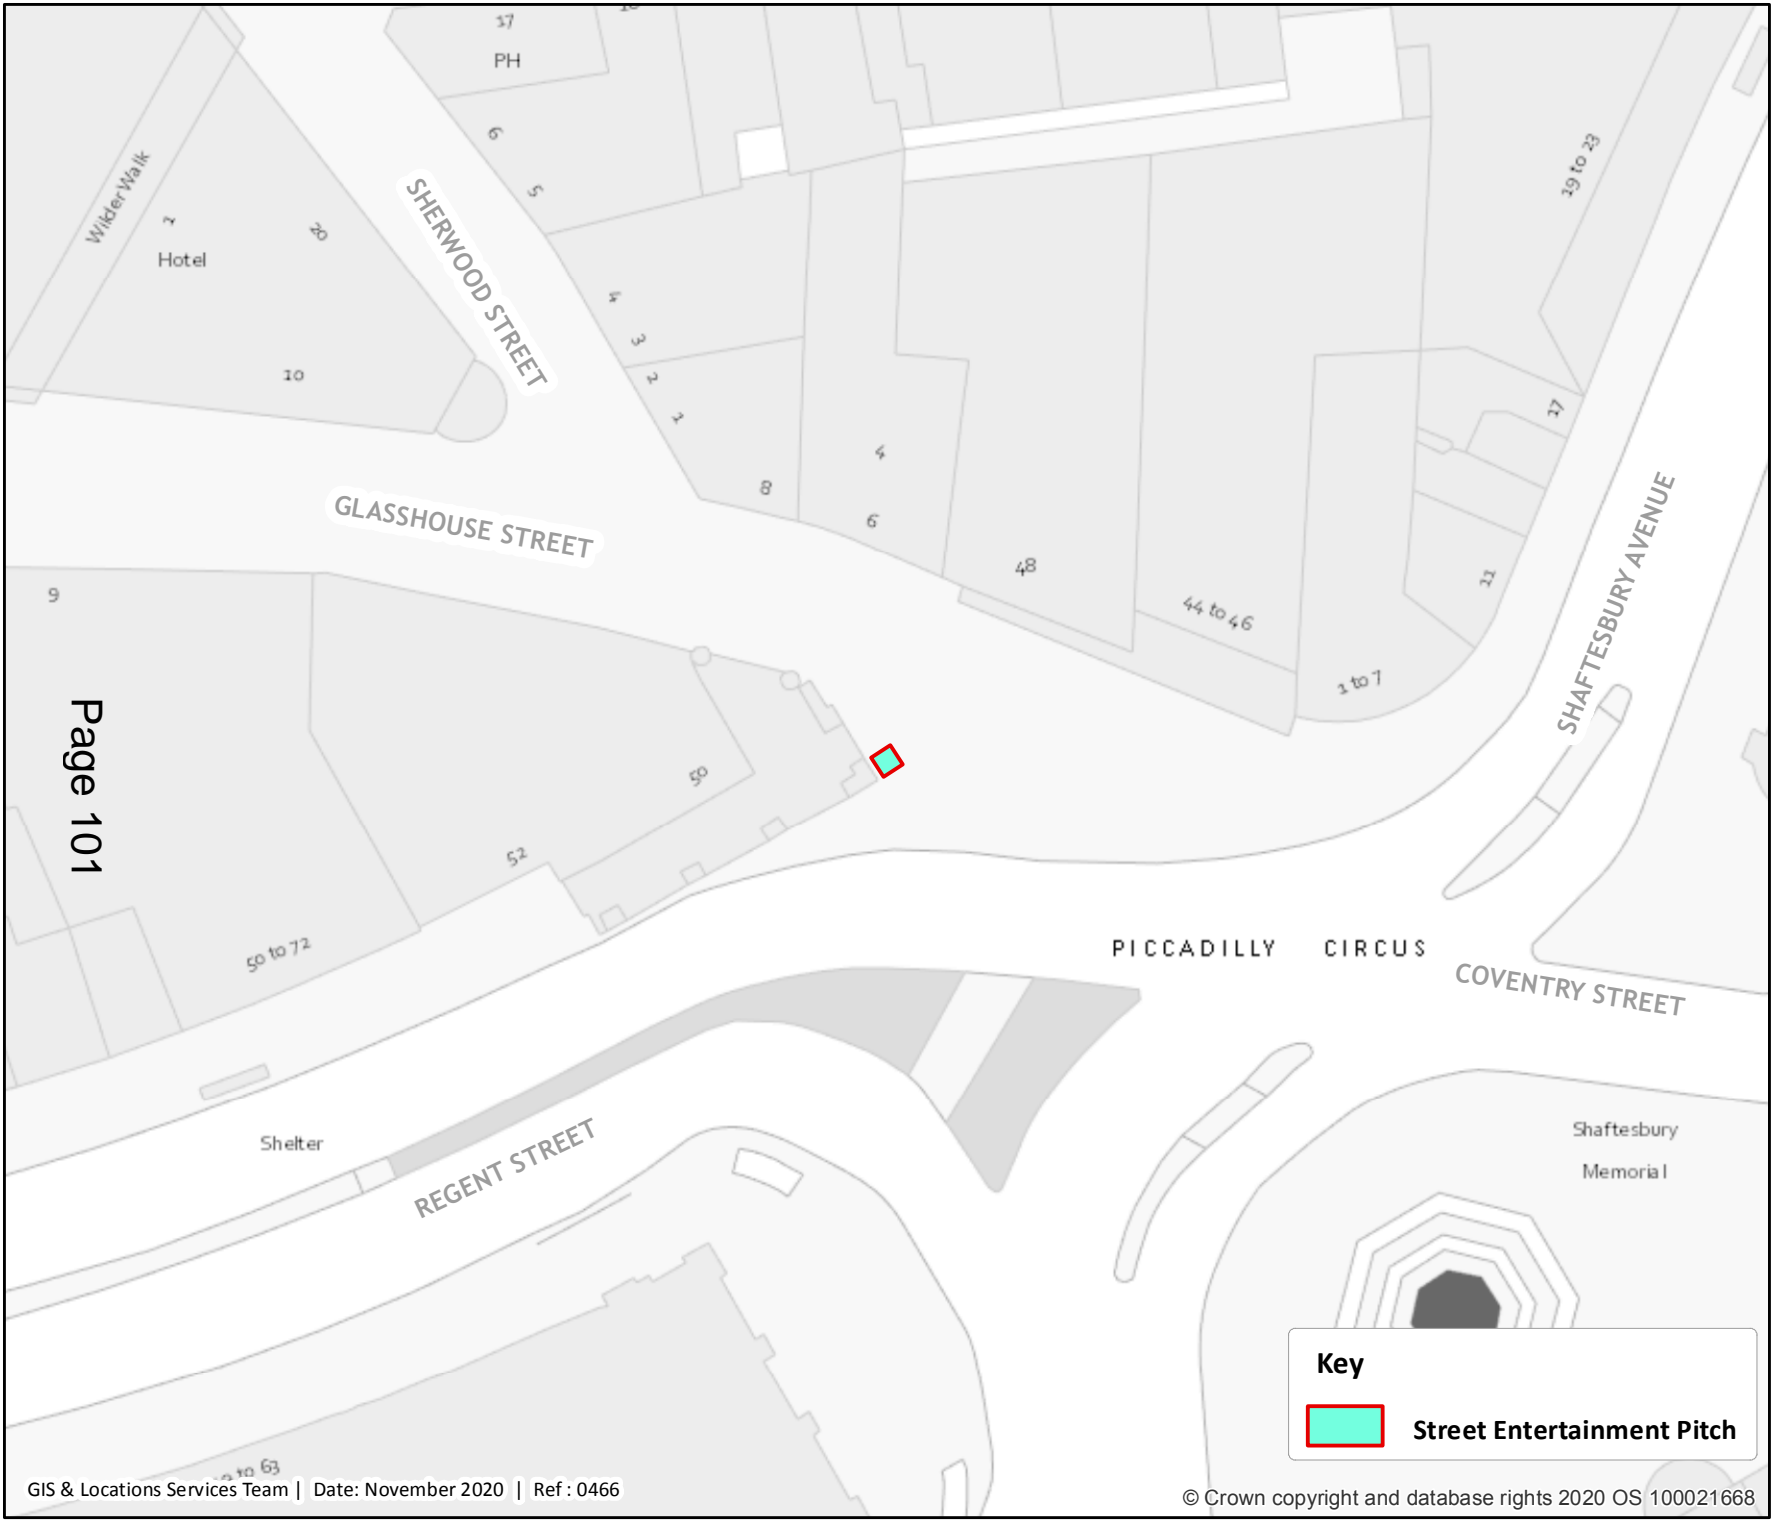 17
PH
6
5
Wilder Walk
1
20
Hotel
10
SHERWOOD STREET
4
3
2
1
8
4
6
48
44 to 46
19 to 23
17
11
1 to 7
SHAFTESBURY AVENUE
GLASSHOUSE STREET
9
50
52
50 to 72
Page 101
PICCADILLY CIRCUS
COVENTRY STREET
Shelter
REGENT STREET
Shaftesbury
Memorial
to 63
Key
Street Entertainment Pitch
GIS & Locations Services Team | Date: November 2020 | Ref : 0466
© Crown copyright and database rights 2020 OS 100021668